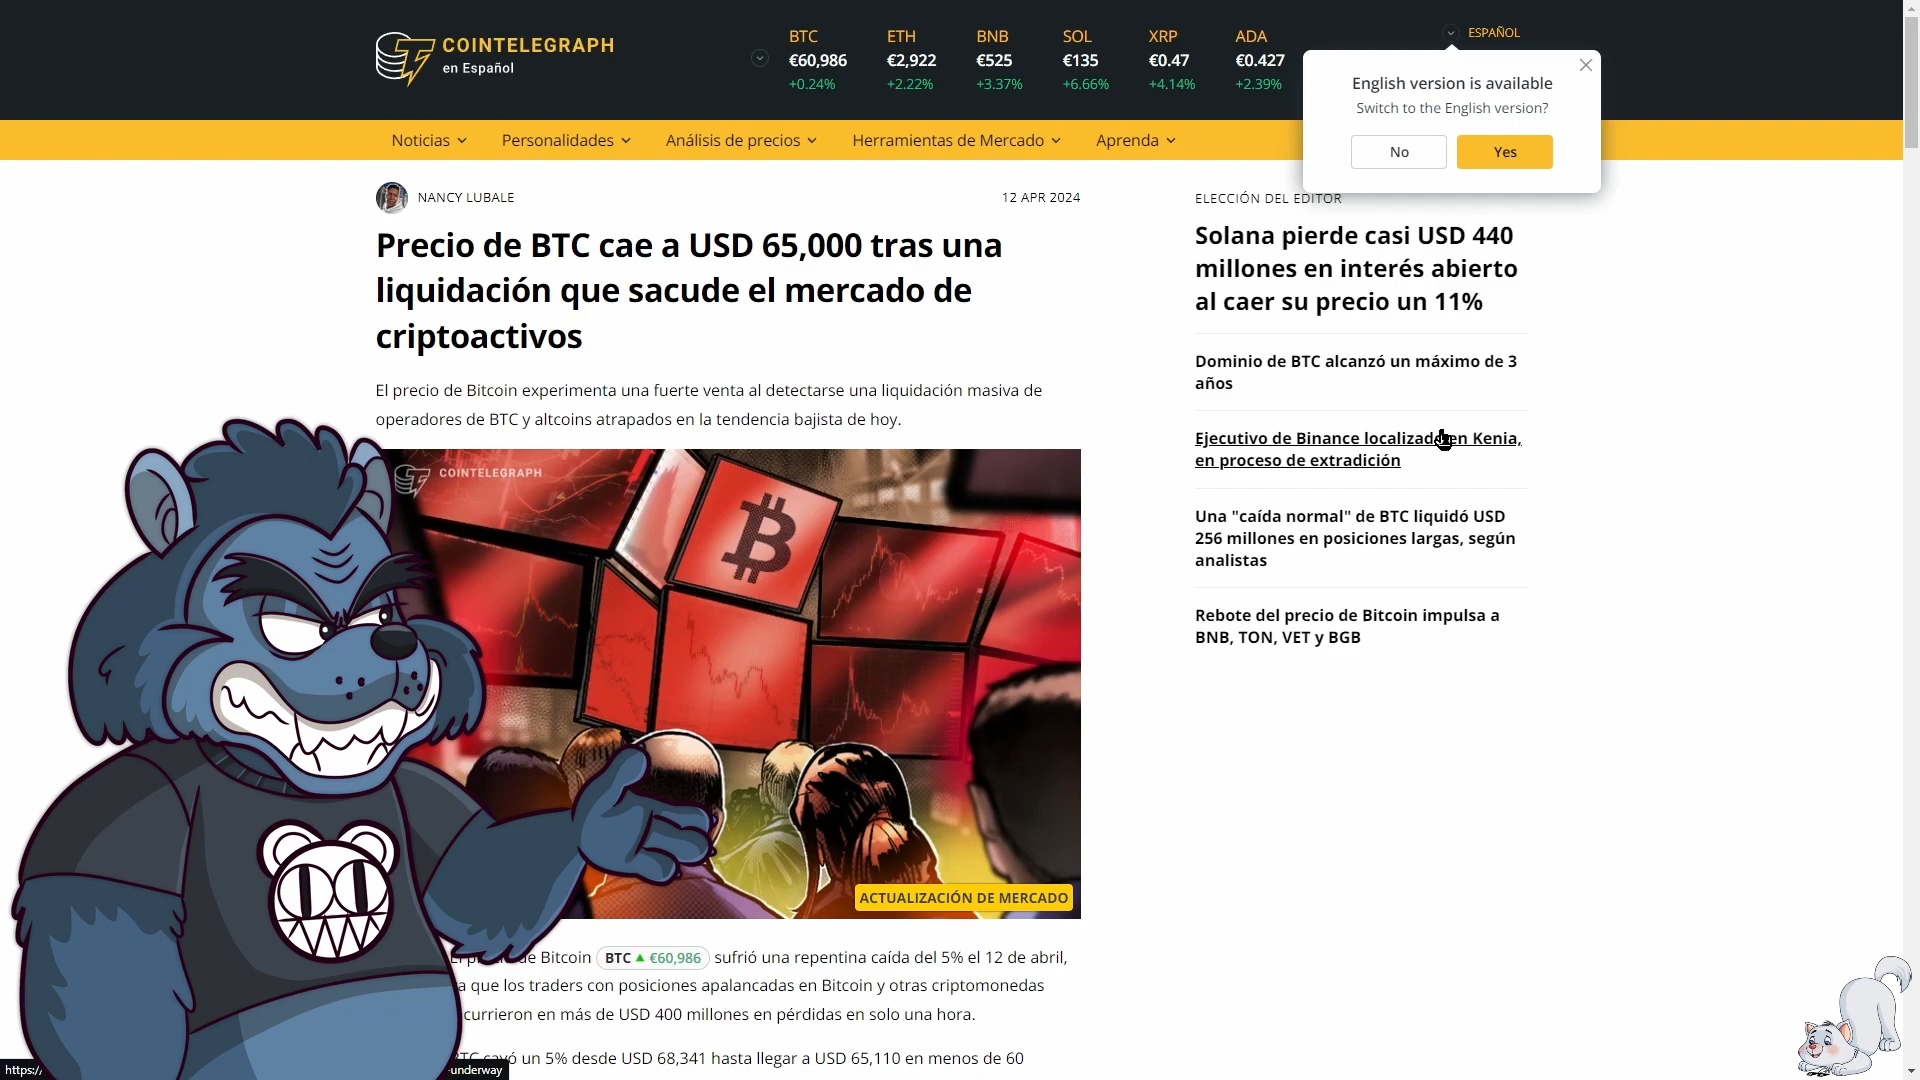 COINTELEGRAPH
en Español
BTC
€60,986
+0.24%
ETH
€2,922
+2.22%
BNB
€525
+3.37%
SOL
€135
+6.66%
XRP
€0.47
+4.14%
ADA
€0.427
+2.39%
ESPAÑOL
English version is available
Switch to the English version?
No
Yes
Noticias
Personalidades
Análisis de precios
Herramientas de Mercado
Aprenda
NANCY LUBALE
12 APR 2024
Precio de BTC cae a USD 65,000 tras una
liquidación que sacude el mercado de
criptoactivos
El precio de Bitcoin experimenta una fuerte venta al detectarse una liquidación masiva de
operadores de BTC y altcoins atrapados en la tendencia bajista de hoy.
COINTELEGRAPH
ACTUALIZACIÓN DE MERCADO
de Bitcoin BTC €60,986 sufrió una repentina caída del 5% el 12 de abril,
que los traders con posiciones apalancadas en Bitcoin y otras criptomonedas
currieron en más de USD 400 millones en pérdidas en solo una hora.
cayó un 5% desde USD 68,341 hasta llegar a USD 65,110 en menos de 60
ELECCIÓN DEL EDITOR
Solana pierde casi USD 440
millones en interés abierto
al caer su precio un 11%
Dominio de BTC alcanzó un máximo de 3
años
Ejecutivo de Binance localizado en Kenia,
en proceso de extradición
Una "caída normal" de BTC liquidó USD
256 millones en posiciones largas, según
analistas
Rebote del precio de Bitcoin impulsa a
BNB, TON, VET y BGB
https:/
-underway